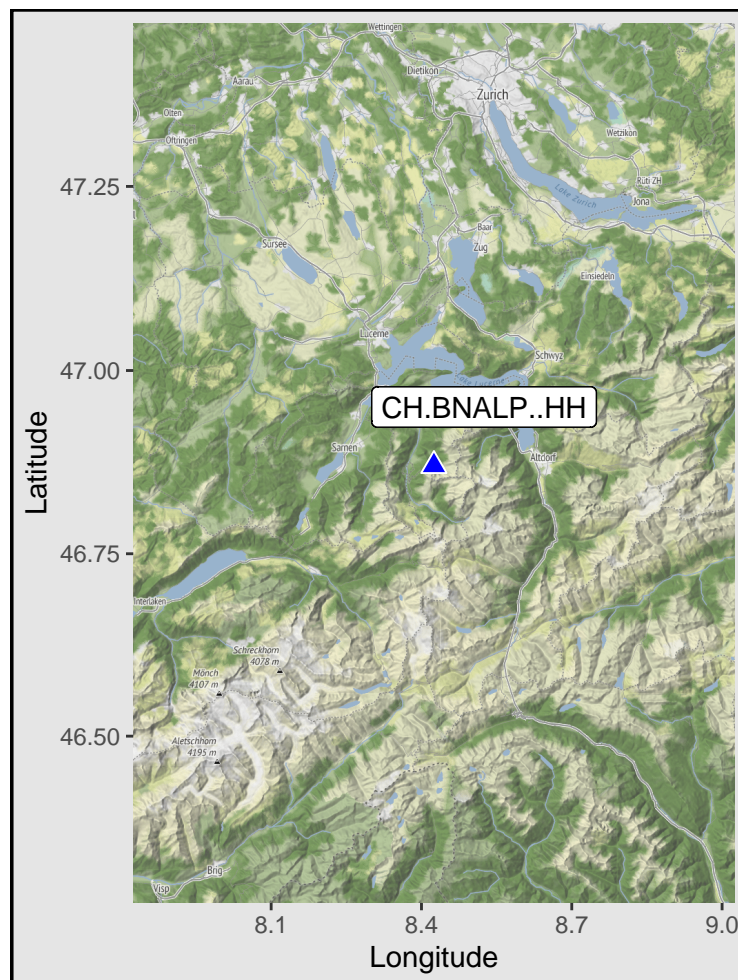 Wettingen
Dietikon
Aarau
Zurich
Olten
Oftringen
Wetzikon
Rüti ZH
47.25
Lake Zurich
Jona
Baar
Sursee
Zug
Einsiedeln
Lucerne
47.00
Schwyz
Lake Lucerne
CH.BNALP..HH
Sarnen
Altdorf
Latitude
46.75
Interlaken
Schreckhorn
4078 m
Mönch
4107 m
46.50
Aletschhorn
4195 m
Brig
Visp
8.1
8.4
8.7
9.0
Longitude